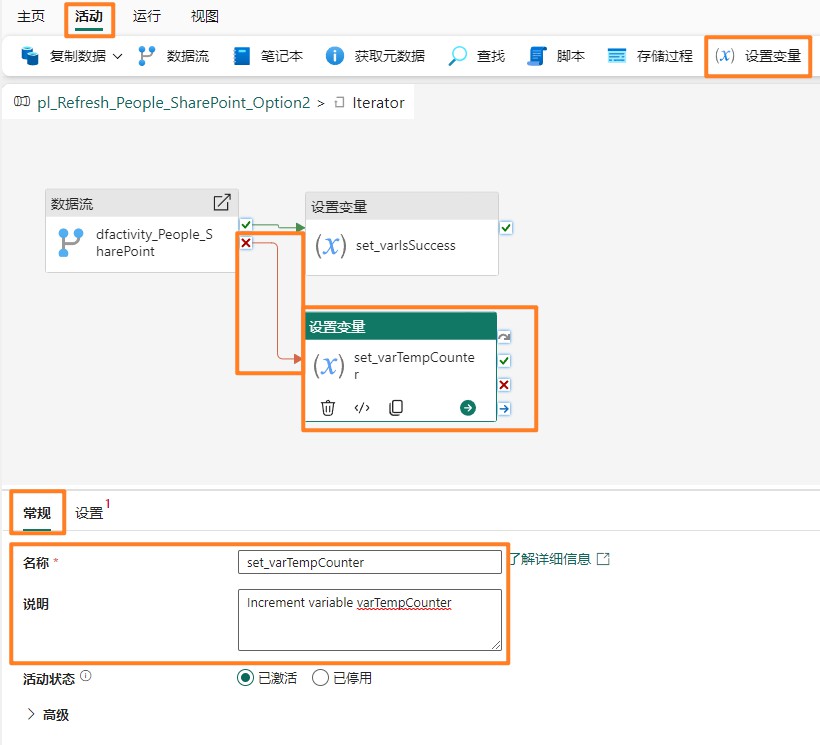 主页 活动 运行 视图
复制数据 数据流 笔记本 获取元数据 查找 脚本 存储过程 (x) 设置变量
pl_Refresh_People_SharePoint_Option2 > Iterator
数据流
dfactivity_People_S
harePoint
设置变量
(x) set_varIsSuccess
设置变量
(x) set_varTempCounte
r
常规 设置 1
名称 *
set_varTempCounter
了解详细信息
说明
Increment variable varTempCounter
活动状态 已激活 已停用
高级